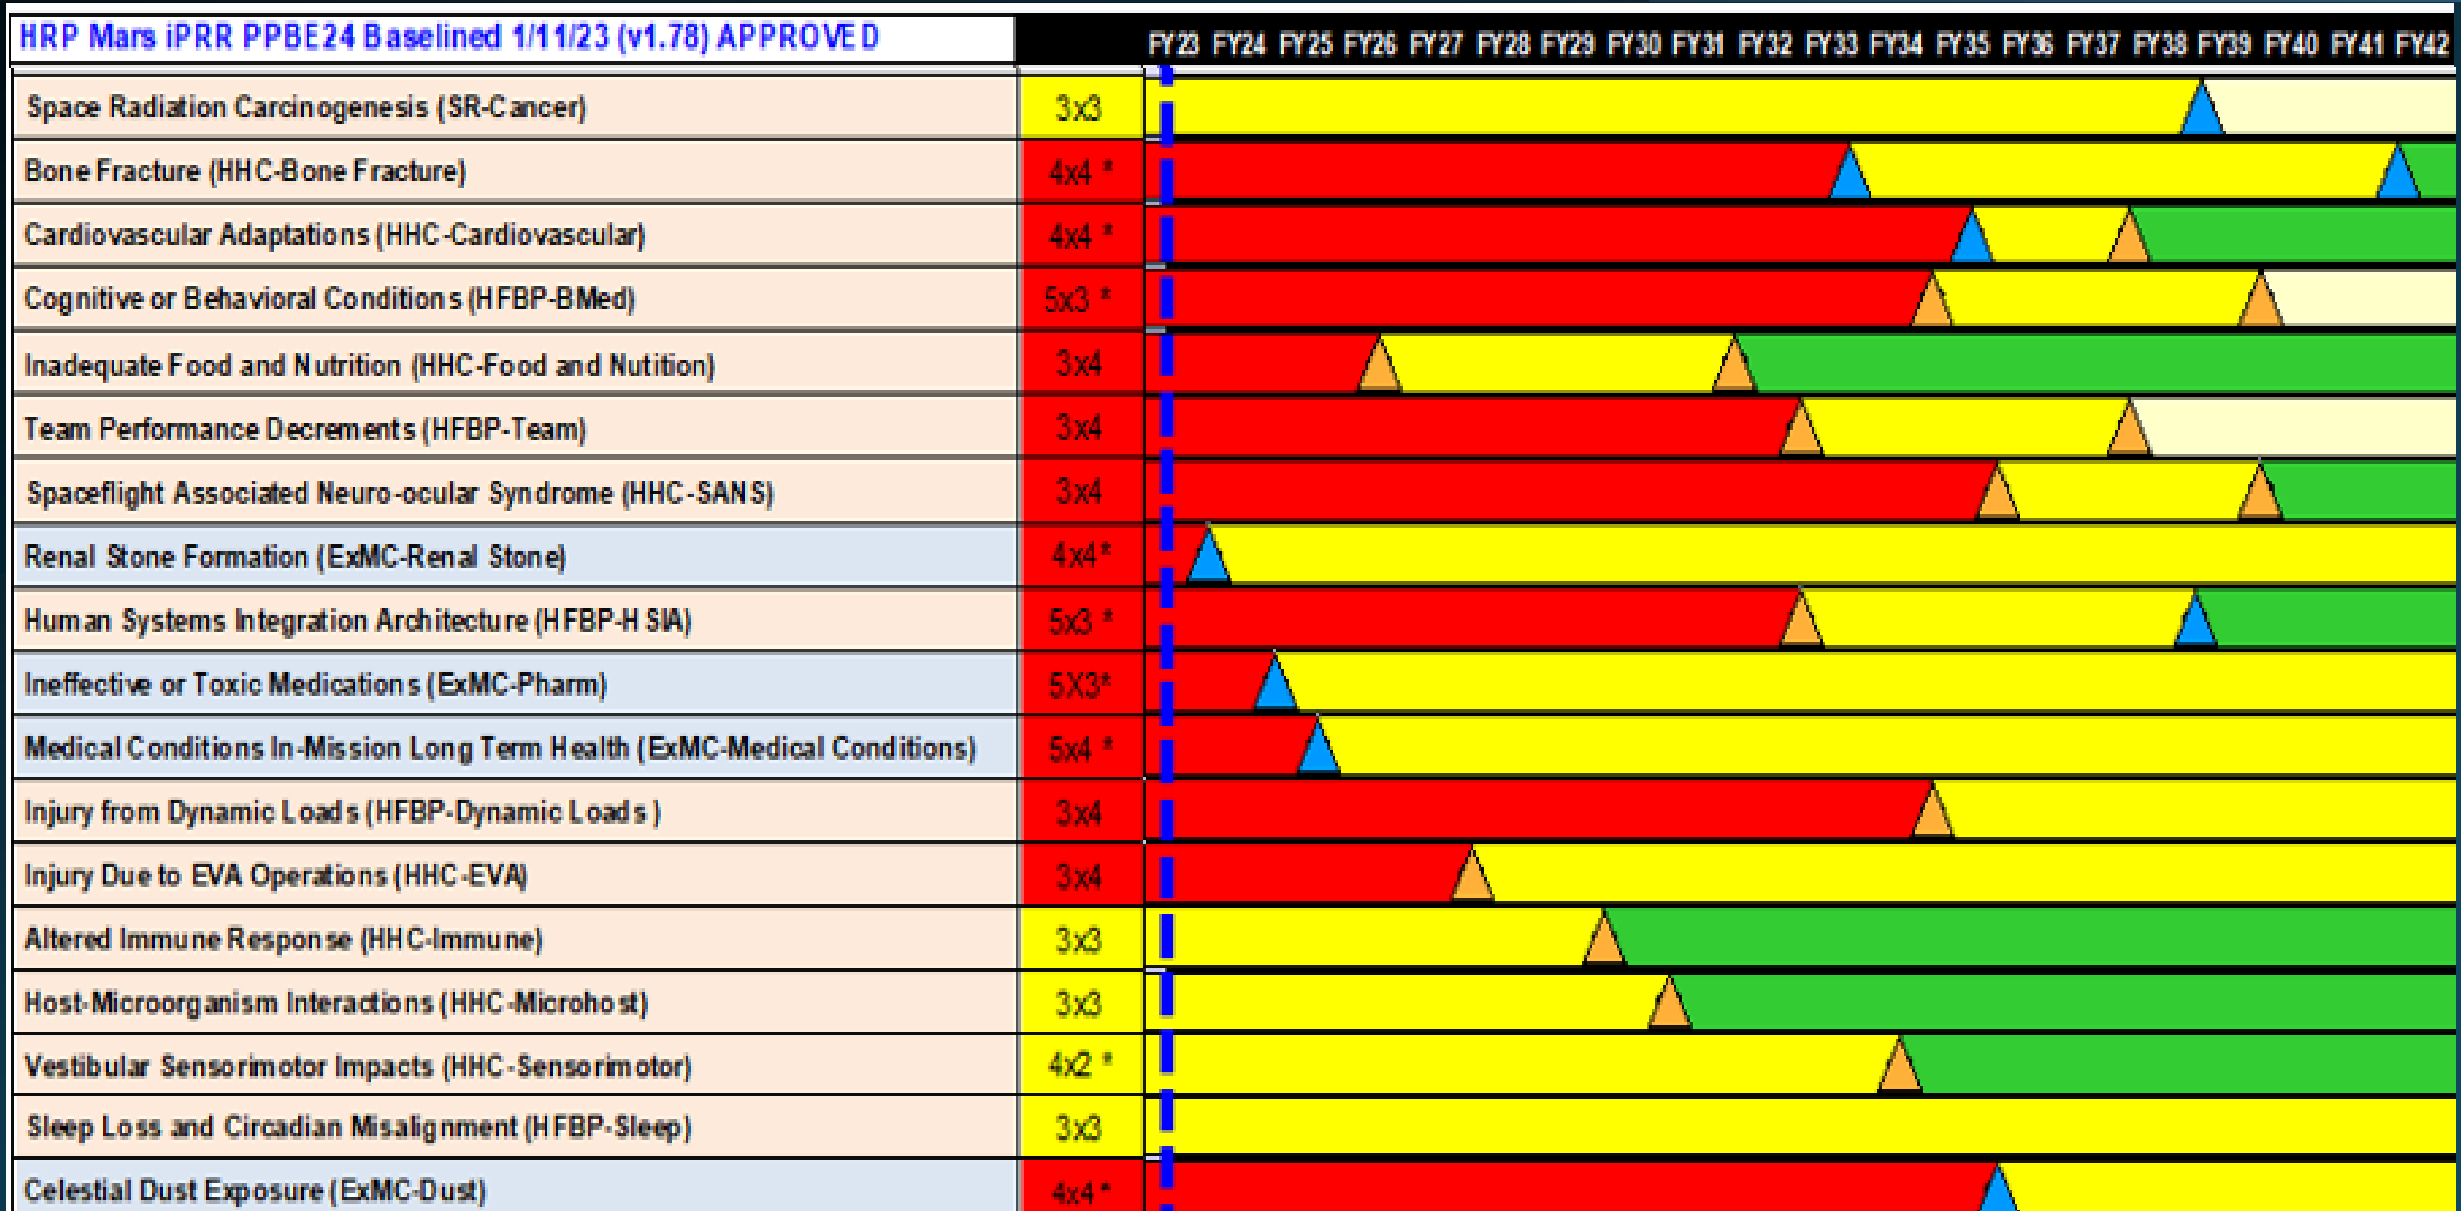 HRP Mars iPRR PPBE24 Baselined 1/11/23 (v1.78) APPROVED FY23 FY24 FY25 FY26 FY27 FY28 FY29 FY30 FY31 FY32 FY33 FY34 FY35 FY36 FY37 FY38 FY39 FY40 FY41 FY42
Space Radiation Carcinogenesis (SR-Cancer) 3x3
Bone Fracture (HHC-Bone Fracture) 4x4 *
Cardiovascular Adaptations (HHC-Cardiovascular) 4x4 *
Cognitive or Behavioral Conditions (HFBP-BMed) 5x3 *
Inadequate Food and Nutrition (HHC-Food and Nutition) 3x4
Team Performance Decrements (HFBP-Team) 3x4
Spaceflight Associated Neuro-ocular Syndrome (HHC-SANS) 3x4
Renal Stone Formation (ExMC-Renal Stone) 4x4*
Human Systems Integration Architecture (HFBP-HSIA) 5x3 *
Ineffective or Toxic Medications (ExMC-Pharm) 5X3*
Medical Conditions In-Mission Long Term Health (ExMC-Medical Conditions) 5x4 *
Injury from Dynamic Loads (HFBP-Dynamic Loads ) 3x4
Injury Due to EVA Operations (HHC-EVA) 3x4
Altered Immune Response (HHC-Immune) 3x3
Host-Microorganism Interactions (HHC-Microhost) 3x3
Vestibular Sensorimotor Impacts (HHC-Sensorimotor) 4x2 *
Sleep Loss and Circadian Misalignment (HFBP-Sleep) 3x3
Celestial Dust Exposure (ExMC-Dust) 4x4 *